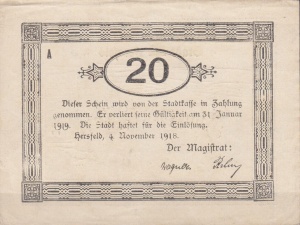 A
20
Dieser Schein wird von der Stadtkasse in Zahlung
genommen. Er verliert seine Gültigkeit am 31 Januar
1919. Die Stadt haftet für die Einlösung.
Hersfeld, 4 November 1918.
Der Magistrat: